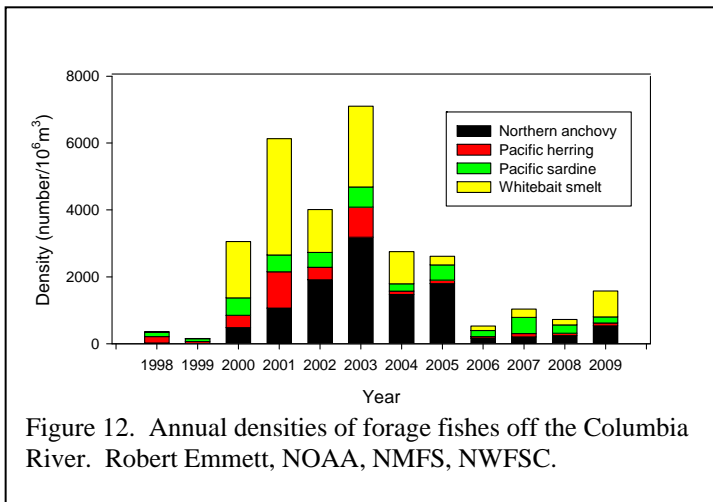 8000
6000
4000
2000
0
Density (number/10⁶m³)
Northern anchovy
Pacific herring
Pacific sardine
Whitebait smelt
1998 1999 2000 2001 2002 2003 2004 2005 2006 2007 2008 2009
Year
Figure 12. Annual densities of forage fishes off the Columbia
River. Robert Emmett, NOAA, NMFS, NWFSC.